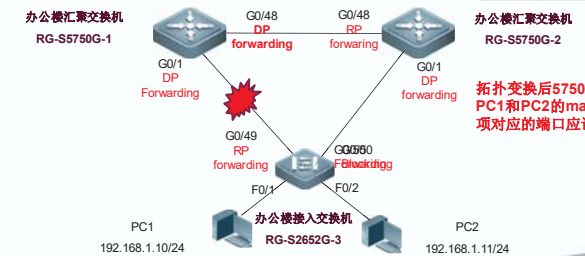 办公楼汇聚交换机
RG-S5750G-1
G0/48
DP
forwarding
G0/48
RP
forwaring
办公楼汇聚交换机
RG-S5750G-2
G0/1
DP
Forwarding
G0/1
DP
forwarding
拓扑变换后5750
PC1和PC2的ma
项对应的端口应
G0/49
RP
forwarding
F0/1
F0/2
办公楼接入交换机
RG-S2652G-3
PC1
192.168.1.10/24
PC2
192.168.1.11/24